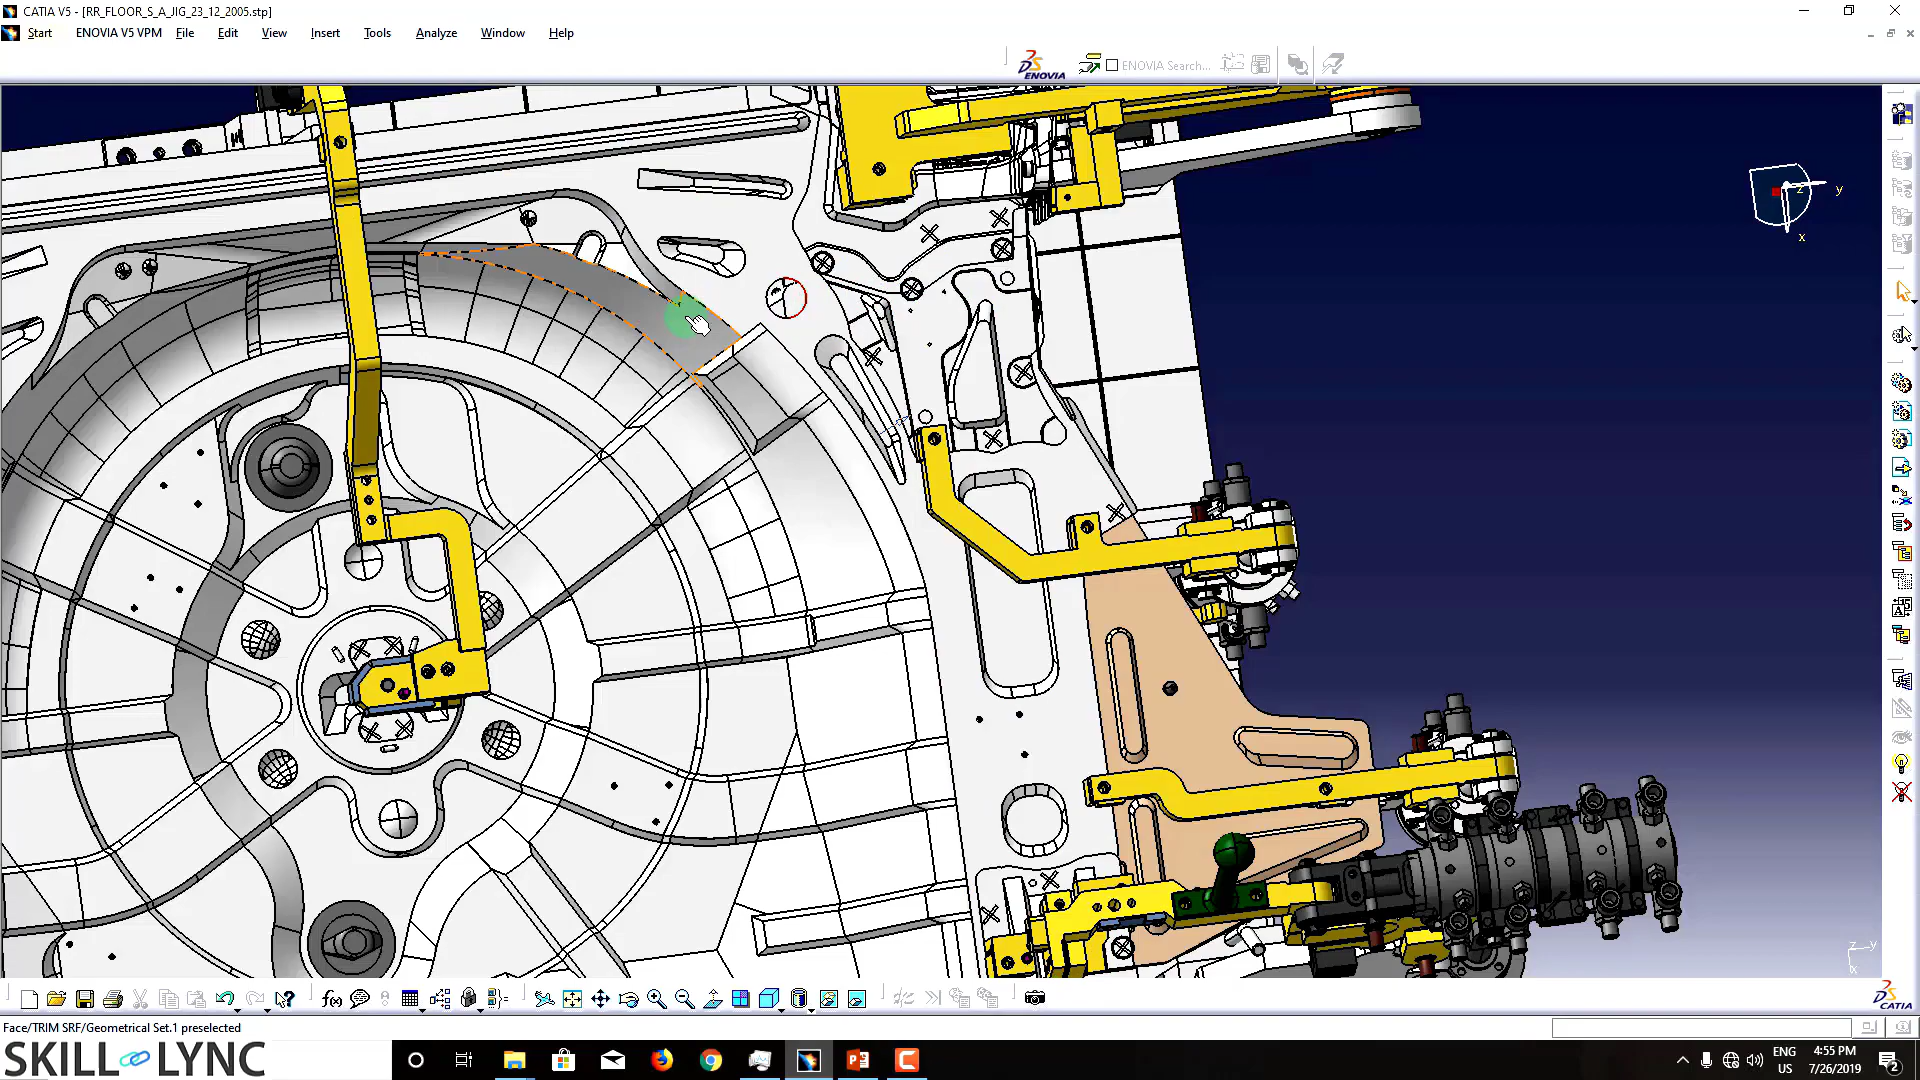 CATIA V5 - [RR_FLOOR_S_A_JIG_23_12_2005.stp]
Start ENOVIA V5 VPM File Edit View Insert Tools Analyze Window Help
ENOVIA
ENOVIA Search...
z
y
x
z y
x
CATIA
Face/TRIM SRF/Geometrical Set.1 preselected
SKILL LYNC
ENG
US
4:55 PM
7/26/2019
2